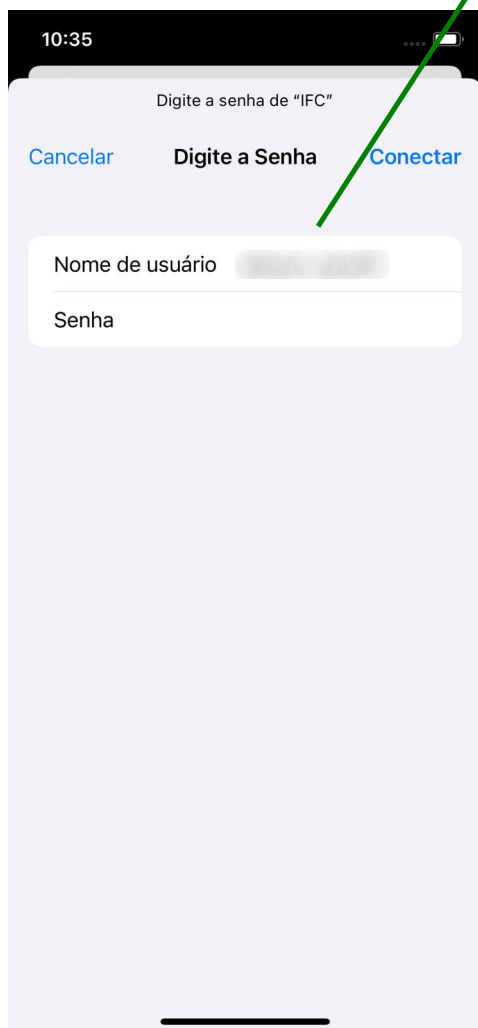 10:35
Digite a senha de “IFC”
Cancelar Digite a Senha Conectar
Nome de usuário
Senha